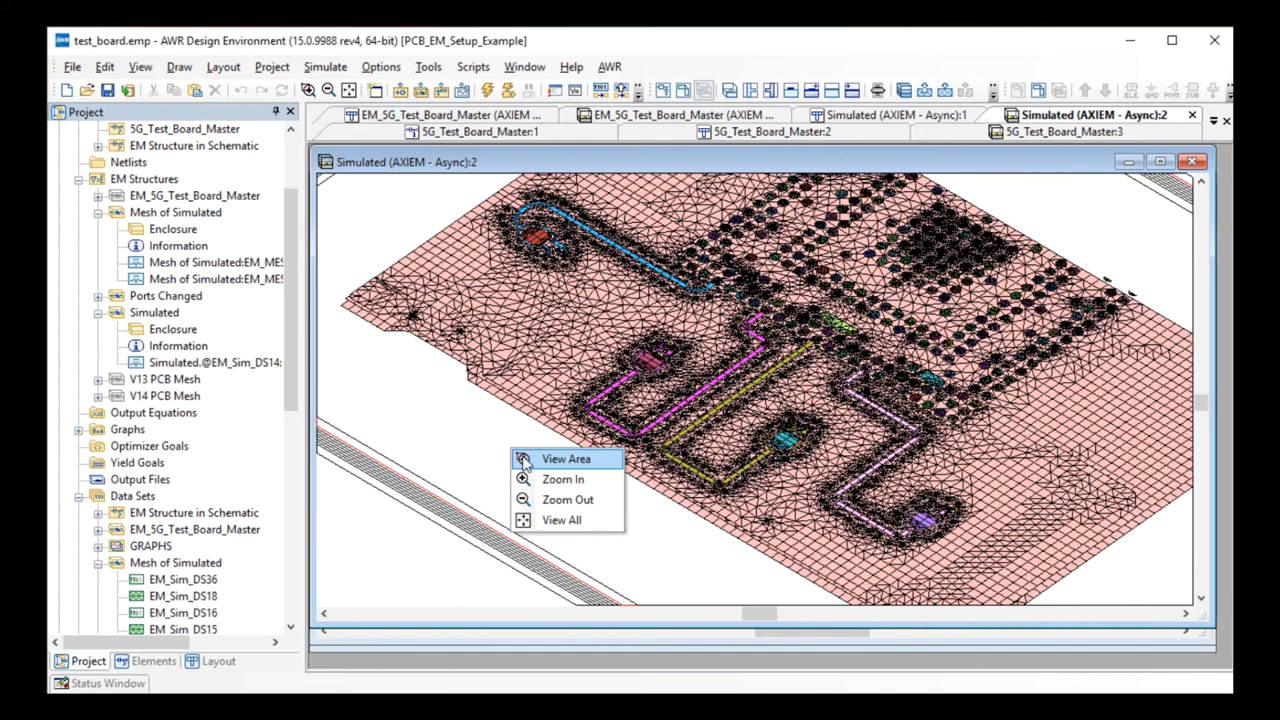 test_board.emp - AWR Design Environment (15.0.9988 rev4, 64-bit) [PCB_EM_Setup_Example]
File Edit View Draw Layout Project Simulate Options Tools Scripts Window Help AWR
Project
EM_5G_Test_Board_Master (AXIEM ... EM_5G_Test_Board_Master (AXIEM ... Simulated (AXIEM - Async):1 Simulated (AXIEM - Async):2
5G_Test_Board_Master:1 5G_Test_Board_Master:2 5G_Test_Board_Master:3
Simulated (AXIEM - Async):2
5G_Test_Board_Master
EM Structure in Schematic
Netlists
EM Structures
EM_5G_Test_Board_Master
Mesh of Simulated
Enclosure
Information
Mesh of Simulated:EM_MES
Mesh of Simulated:EM_MES
Ports Changed
Simulated
Enclosure
Information
Simulated.@EM_Sim_DS14:
V13 PCB Mesh
V14 PCB Mesh
Output Equations
Graphs
Optimizer Goals
Yield Goals
Output Files
Data Sets
EM Structure in Schematic
EM_5G_Test_Board_Master
GRAPHS
Mesh of Simulated
EM_Sim_DS36
EM_Sim_DS18
EM_Sim_DS16
EM_Sim_DS15
View Area
Zoom In
Zoom Out
View All
Project Elements Layout
Status Window